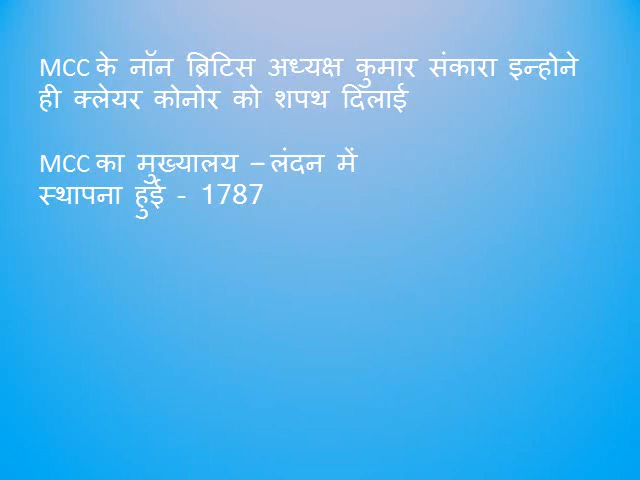 MCC के नॉन ब्रिटिस अध्यक्ष कुमार संकारा इन्होने
ही क्लेयर कोनोर को शपथ दिलाई
MCC का मुख्यालय – लंदन में
स्थापना हुई - 1787